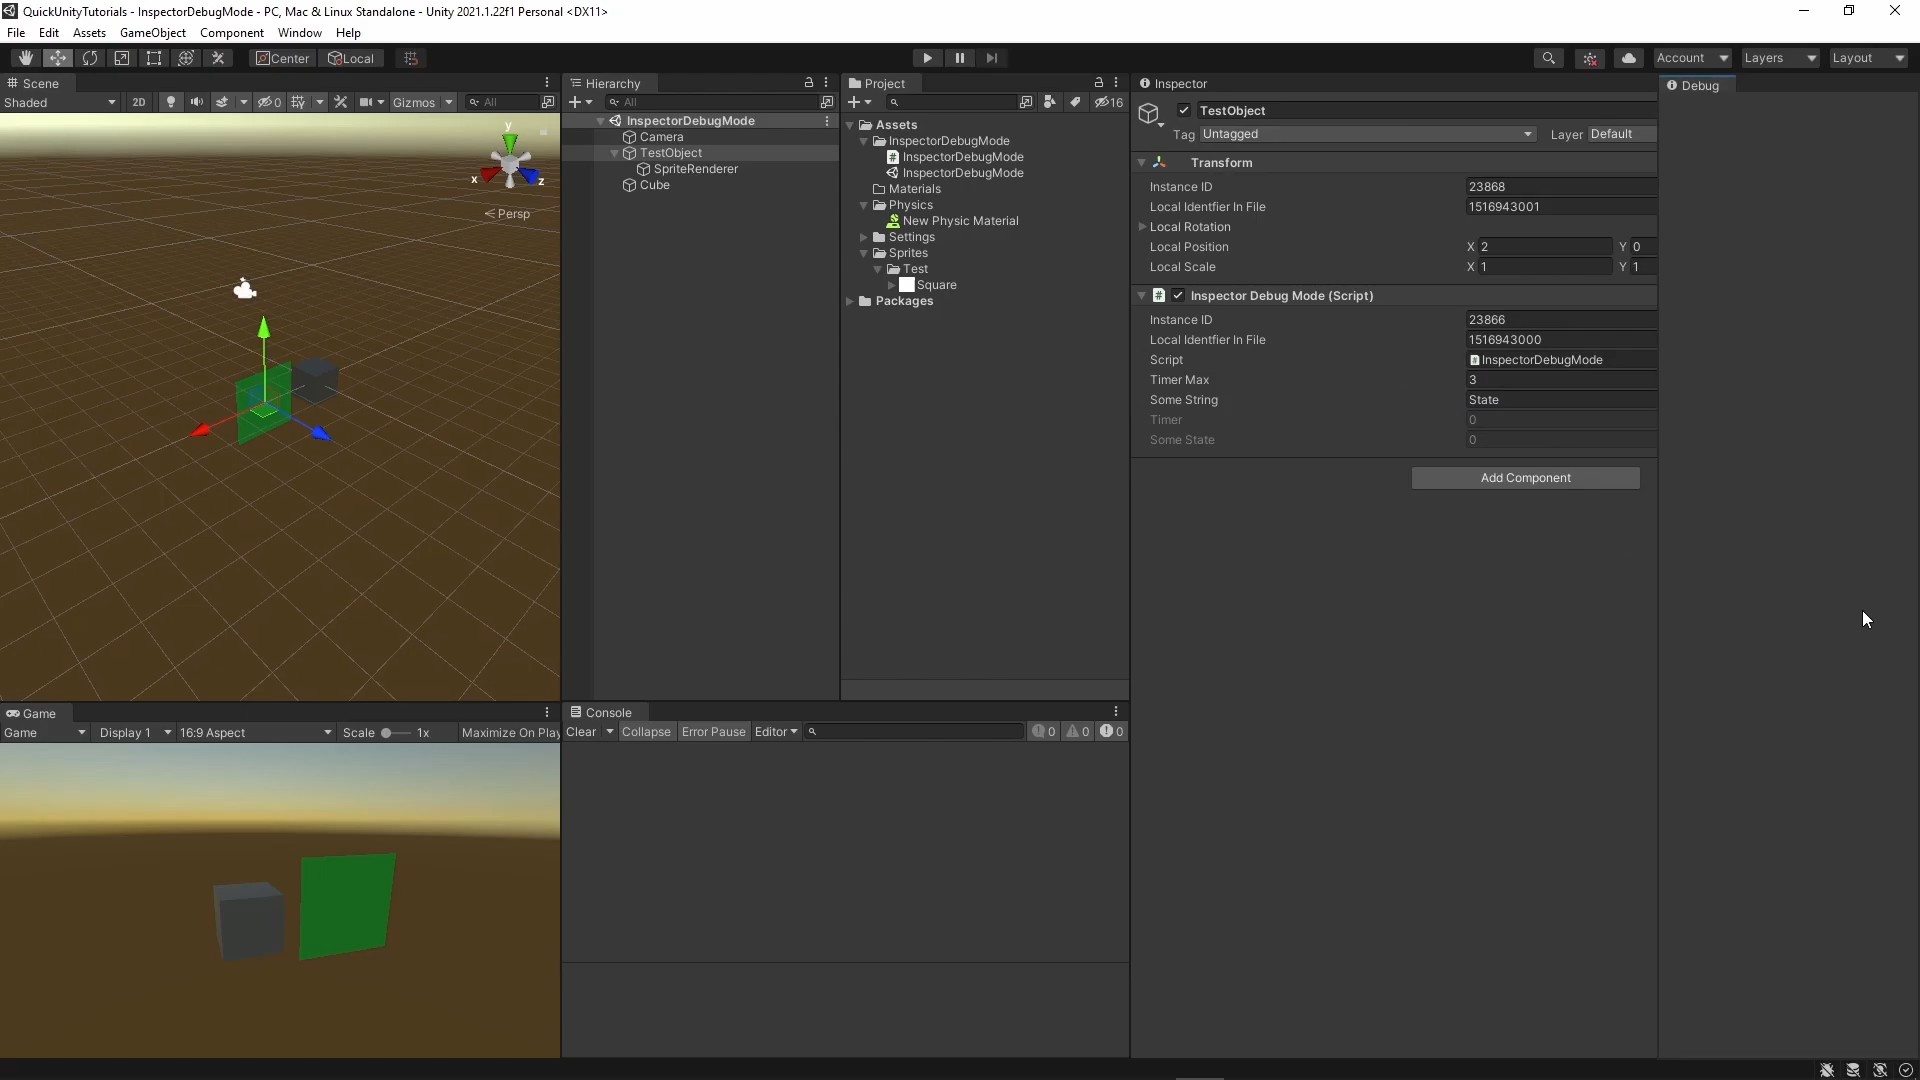 QuickUnityTutorials - InspectorDebugMode - PC, Mac & Linux Standalone - Unity 2021.1.22f1 Personal <DX11>
File Edit Assets GameObject Component Window Help
Center Local Account Layers Layout
Scene
Shaded 2D 0 Gizmos All
y
x
z
Persp
Hierarchy
All
InspectorDebugMode
Camera
TestObject
SpriteRenderer
Cube
Project
16
Assets
InspectorDebugMode
InspectorDebugMode
InspectorDebugMode
Materials
Physics
New Physic Material
Settings
Sprites
Test
Square
Packages
Inspector
TestObject
Tag Untagged Layer Default
Transform
Instance ID 23868
Local Identfier In File 1516943001
Local Rotation
Local Position X 2 Y 0
Local Scale X 1 Y 1
# Inspector Debug Mode (Script)
Instance ID 23866
Local Identfier In File 1516943000
Script InspectorDebugMode
Timer Max 3
Some String State
Timer 0
Some State 0
Add Component
Debug
Game
Game Display 1 16:9 Aspect Scale 1x Maximize On Play
Console
Clear Collapse Error Pause Editor 0 0 0